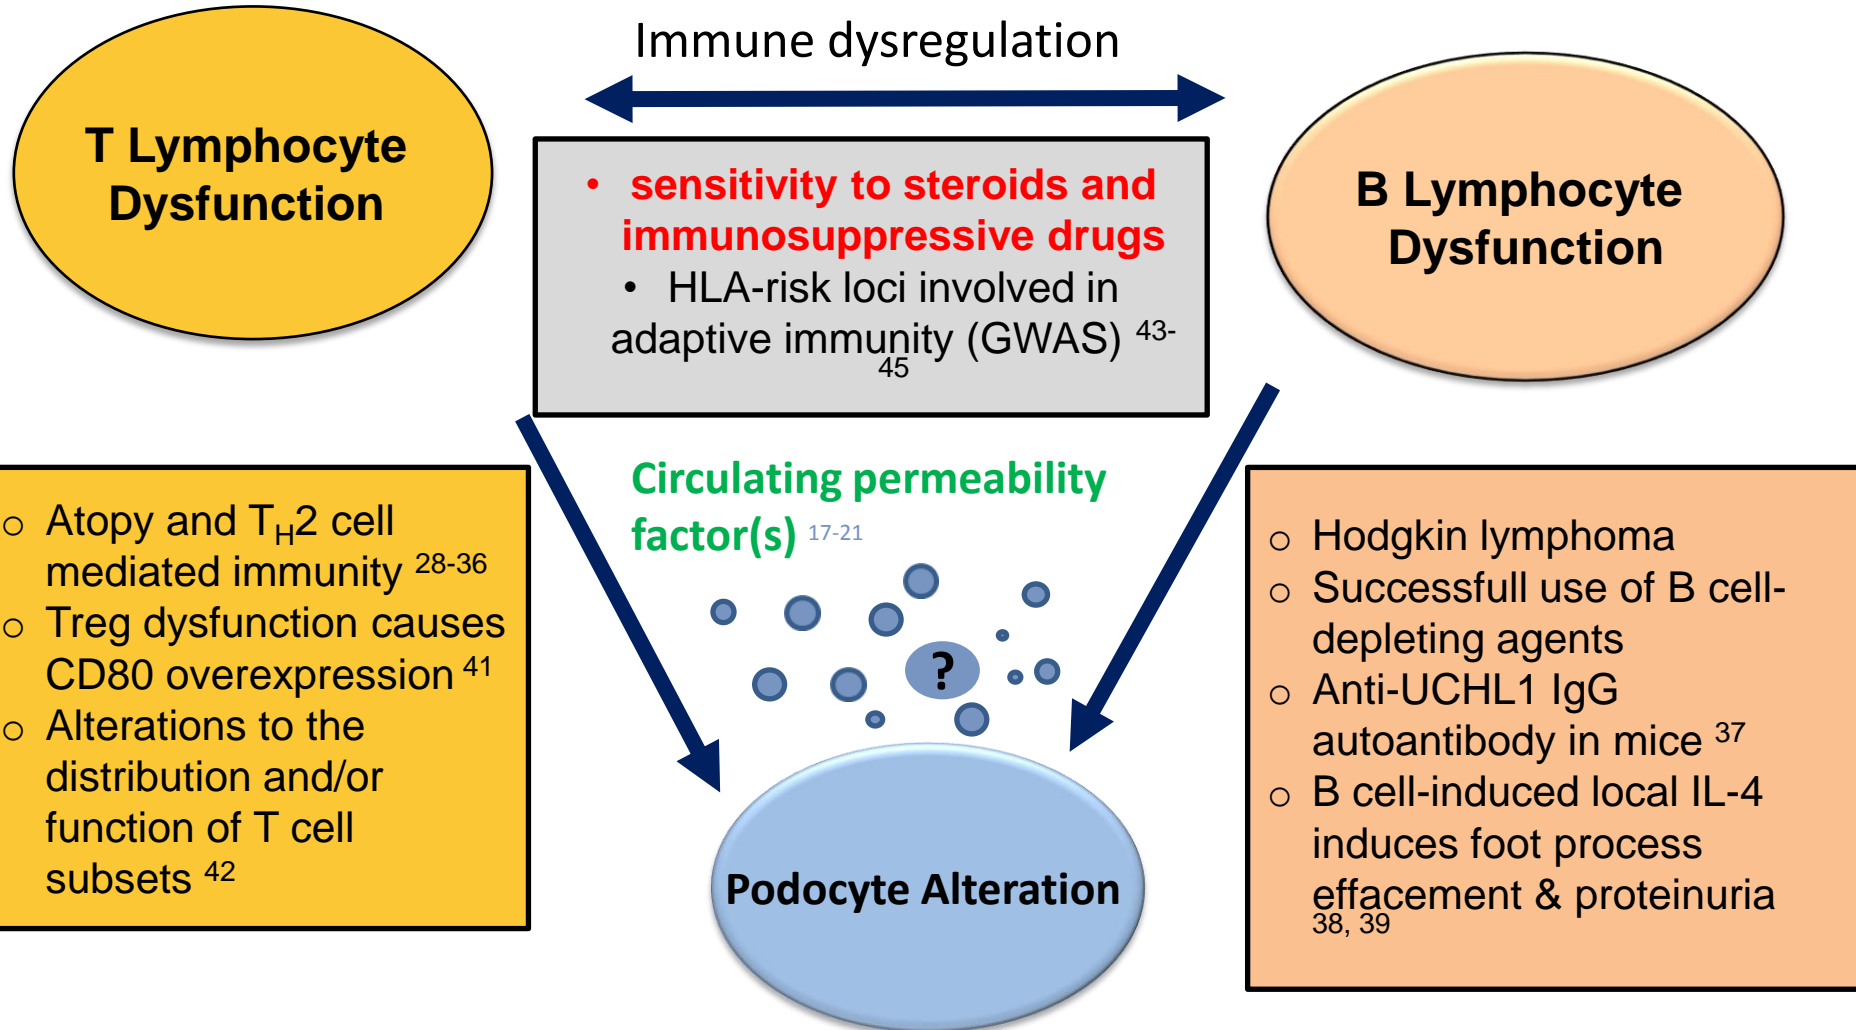 Immune dysregulation
T Lymphocyte
Dysfunction
• sensitivity to steroids and
immunosuppressive drugs
• HLA-risk loci involved in
adaptive immunity (GWAS) 43-
45
B Lymphocyte
Dysfunction
Circulating permeability
factor(s) 17-21
?
○ Atopy and TH2 cell
mediated immunity 28-36
○ Treg dysfunction causes
CD80 overexpression 41
○ Alterations to the
distribution and/or
function of T cell
subsets 42
○ Hodgkin lymphoma
○ Successfull use of B cell-
depleting agents
○ Anti-UCHL1 IgG
autoantibody in mice 37
○ B cell-induced local IL-4
induces foot process
effacement & proteinuria
38, 39
Podocyte Alteration